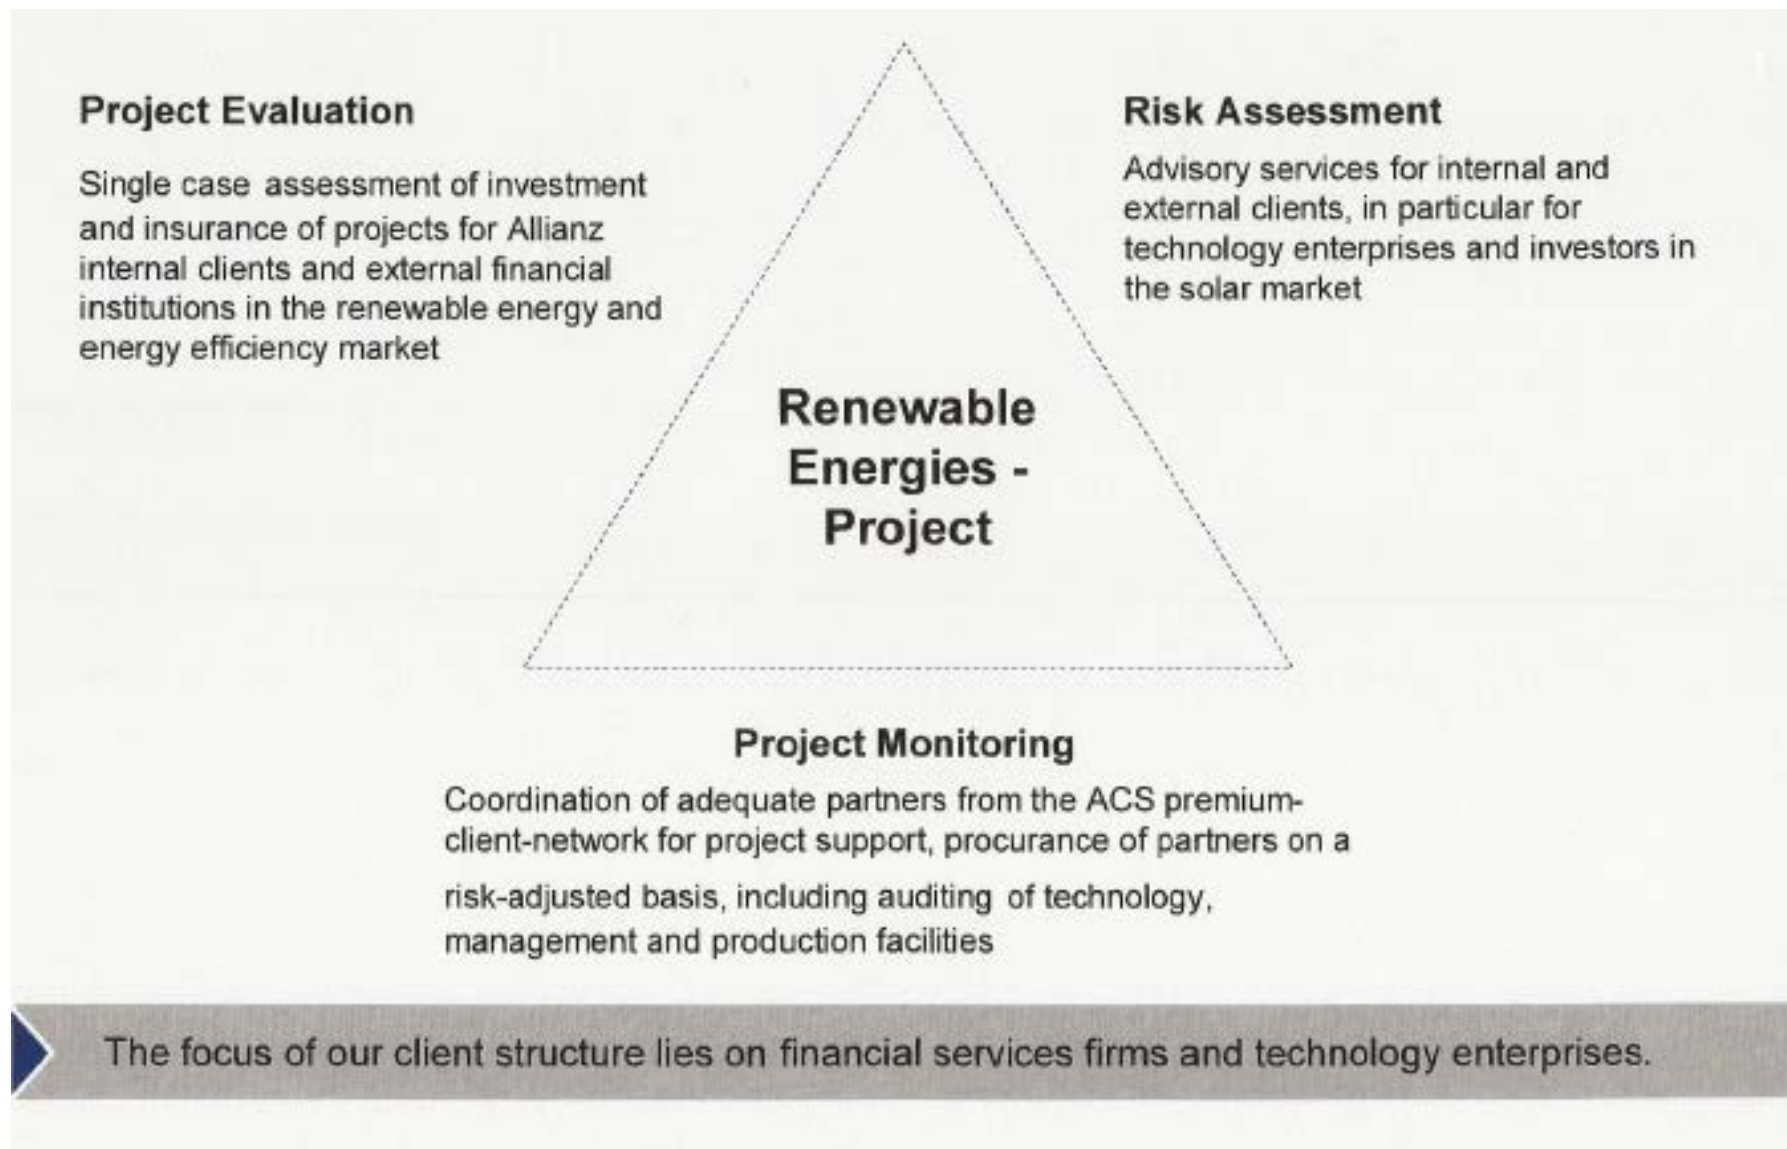 Project Evaluation
Single case assessment of investment
and insurance of projects for Allianz
internal clients and external financial
institutions in the renewable energy and
energy efficiency market
Risk Assessment
Advisory services for internal and
external clients, in particular for
technology enterprises and investors in
the solar market
Renewable
Energies -
Project
Project Monitoring
Coordination of adequate partners from the ACS premium-
client-network for project support, procurance of partners on a
risk-adjusted basis, including auditing of technology,
management and production facilities
The focus of our client structure lies on financial services firms and technology enterprises.